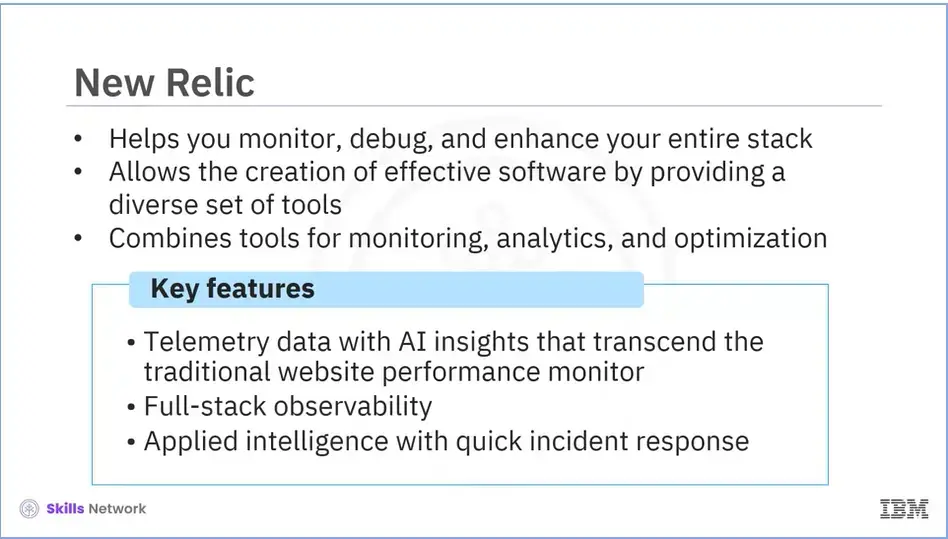 New Relic
• Helps you monitor, debug, and enhance your entire stack
• Allows the creation of effective software by providing a
diverse set of tools
• Combines tools for monitoring, analytics, and optimization
Key features
• Telemetry data with AI insights that transcend the
traditional website performance monitor
• Full-stack observability
• Applied intelligence with quick incident response
Skills Network
IBM